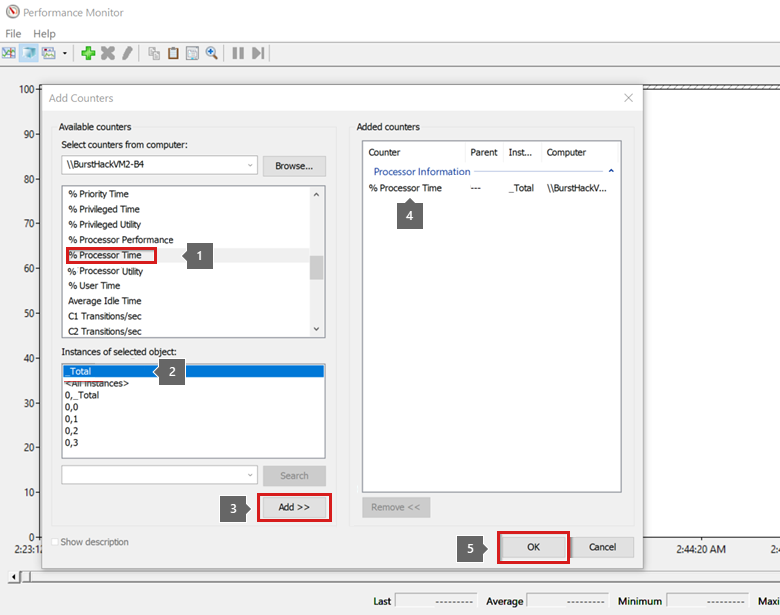 Performance Monitor
File Help
Add Counters
Available counters
Select counters from computer:
\\BurstHackVM2-B4
Browse...
% Priority Time
% Privileged Time
% Privileged Utility
% Processor Performance
% Processor Time
1
% Processor Utility
% User Time
Average Idle Time
C1 Transitions/sec
C2 Transitions/sec
Instances of selected object:
_Total
2
<All instances>
0,_Total
0,0
0,1
0,2
0,3
Search
3
Add >>
Show description
Added counters
Counter Parent Inst... Computer
Processor Information
% Processor Time --- _Total \\BurstHackV...
4
Remove <<
5
OK
Cancel
100
90
80
70
60
50
40
30
20
10
0
2:23:1
2:44:20 AM
2:4
Last --------- Average --------- Minimum --------- Maxi